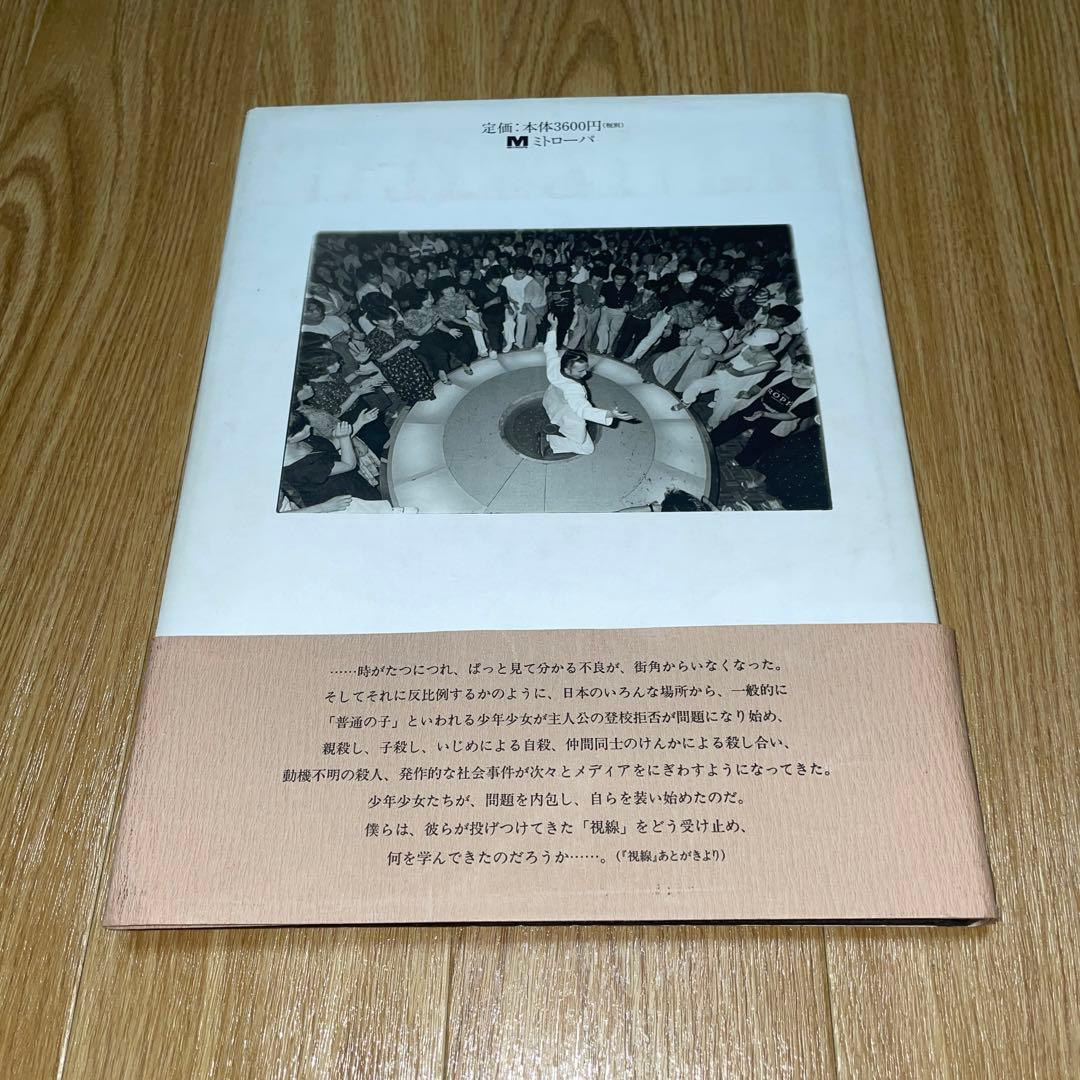 定価：本体3600円（税別）
M ミトローパ
……時がたつにつれ、ぱっと見て分かる不良が、街角からいなくなった。
そしてそれに反比例するかのように、日本のいろんな場所から、一般的に
「普通の子」といわれる少年少女が主人公の登校拒否が問題になり始め、
親殺し、子殺し、いじめによる自殺、仲間同士のけんかによる殺し合い、
動機不明の殺人、発作的な社会事件が次々とメディアをにぎわすようになってきた。
少年少女たちが、問題を内包し、自らを装い始めたのだ。
僕らは、彼らが投げつけてきた「視線」をどう受け止め、
何を学んできたのだろうか……。（『視線』あとがきより）